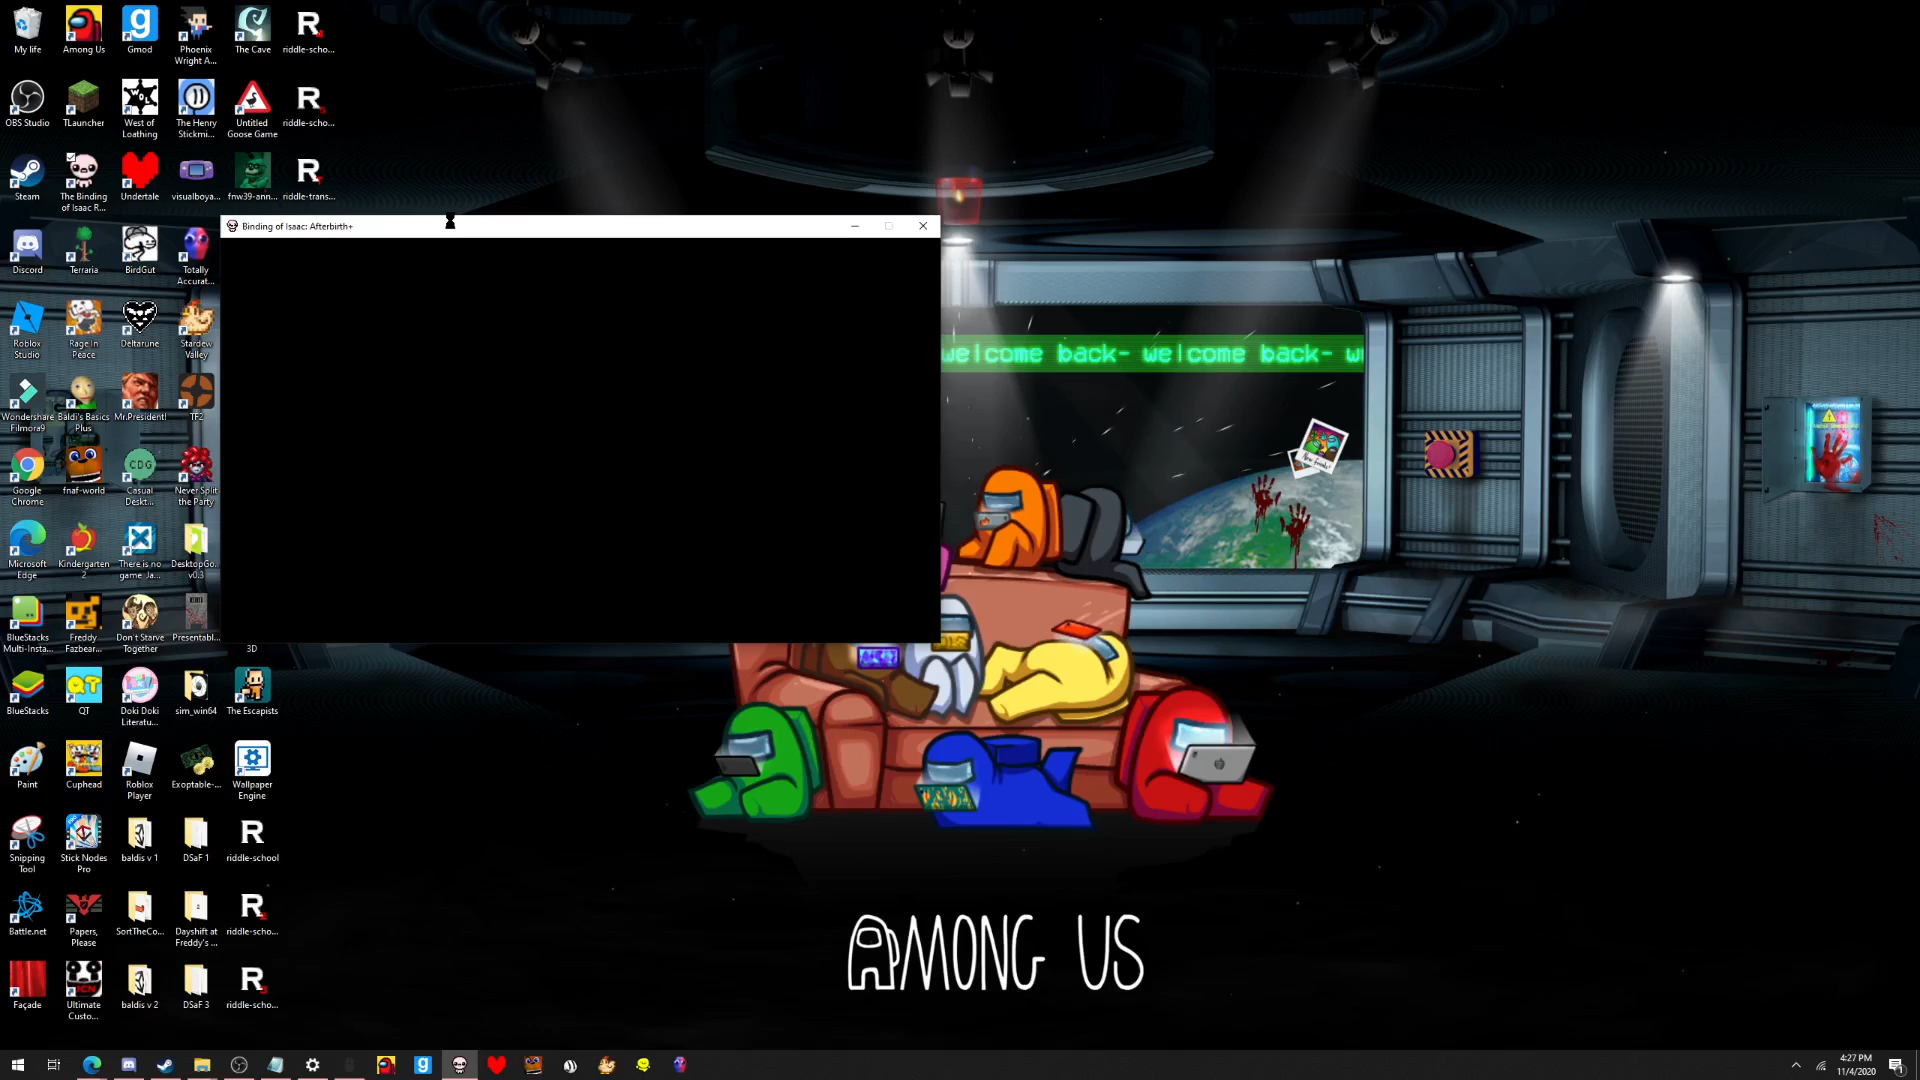 My life
Among Us
Gmod
Phoenix
Wright A...
The Cave
riddle-scho...
OBS Studio
TLauncher
West of
Loathing
The Henry
Stickmi...
Untitled
Goose Game
riddle-scho...
Steam
The Binding
of Isaac R...
Undertale
visualboya...
fnw39-ann...
riddle-trans...
Binding of Isaac: Afterbirth+
Discord
Terraria
BirdGut
Totally
Accurat...
Roblox
Studio
Rage In
Peace
Deltarune
Stardew
Valley
welcome back- welcome back- w
Wondershare
Filmora9
Baldi's Basics
Plus
Mr.President!
TF2
Google
Chrome
fnaf-world
CDG
Casual
Deskt...
Never Split
the Party
Microsoft
Edge
Kindergarten
2
There is no
game_Ja...
DesktopGo...
v0.3
BlueStacks
Multi-Insta...
Freddy
Fazbear...
Don't Starve
Together
Presentabl...
3D
BlueStacks
QT
QT
Doki Doki
Literatu...
sim_win64
The Escapists
Paint
Cuphead
Roblox
Player
Exoptable-...
Wallpaper
Engine
Snipping
Tool
Stick Nodes
Pro
baldis v 1
DSaF 1
riddle-school
Battle.net
Papers,
Please
SortTheCo...
Dayshift at
Freddy's ...
riddle-scho...
Façade
UCN
Ultimate
Custo...
baldis v 2
DSaF 3
riddle-scho...
AMONG US
4:27 PM
11/4/2020